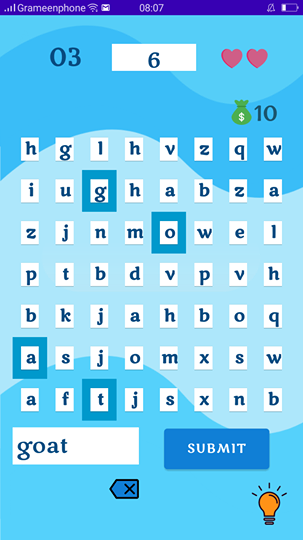 Grameenphone 08:07
03 6
$ 10
h g l h v z q w
i u g h a b z a
z j n m o w e l
p t b d v p v h
b k j a h b o q
a s j o m x s w
a f t j s x n b
goat SUBMIT